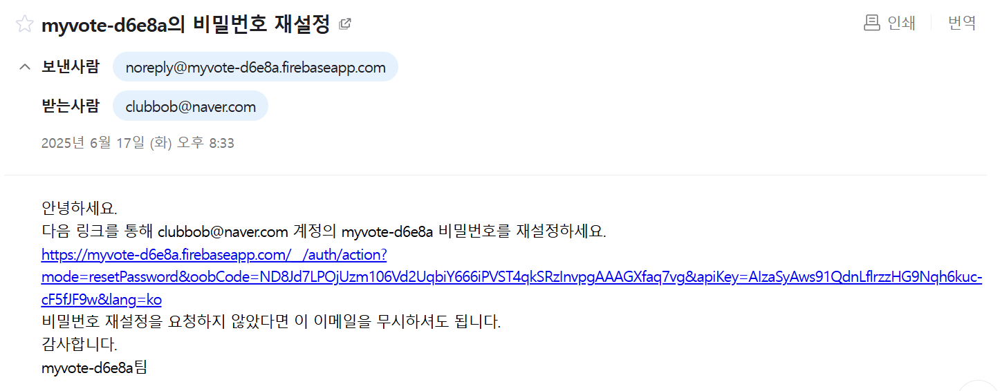 myvote-d6e8a의 비밀번호 재설정
인쇄
번역
보낸사람 noreply@myvote-d6e8a.firebaseapp.com
받는사람 clubbob@naver.com
2025년 6월 17일 (화) 오후 8:33
안녕하세요.
다음 링크를 통해 clubbob@naver.com 계정의 myvote-d6e8a 비밀번호를 재설정하세요.
https://myvote-d6e8a.firebaseapp.com/__/auth/action?
mode=resetPassword&oobCode=ND8Jd7LPOjUzm106Vd2UqbiY666iPVST4qkSRzInvpgAAAGXfaq7vg&apiKey=AIzaSyAws91QdnLflrzzHG9Nqh6kuc-
cF5fJF9w&lang=ko
비밀번호 재설정을 요청하지 않았다면 이 이메일을 무시하셔도 됩니다.
감사합니다.
myvote-d6e8a팀